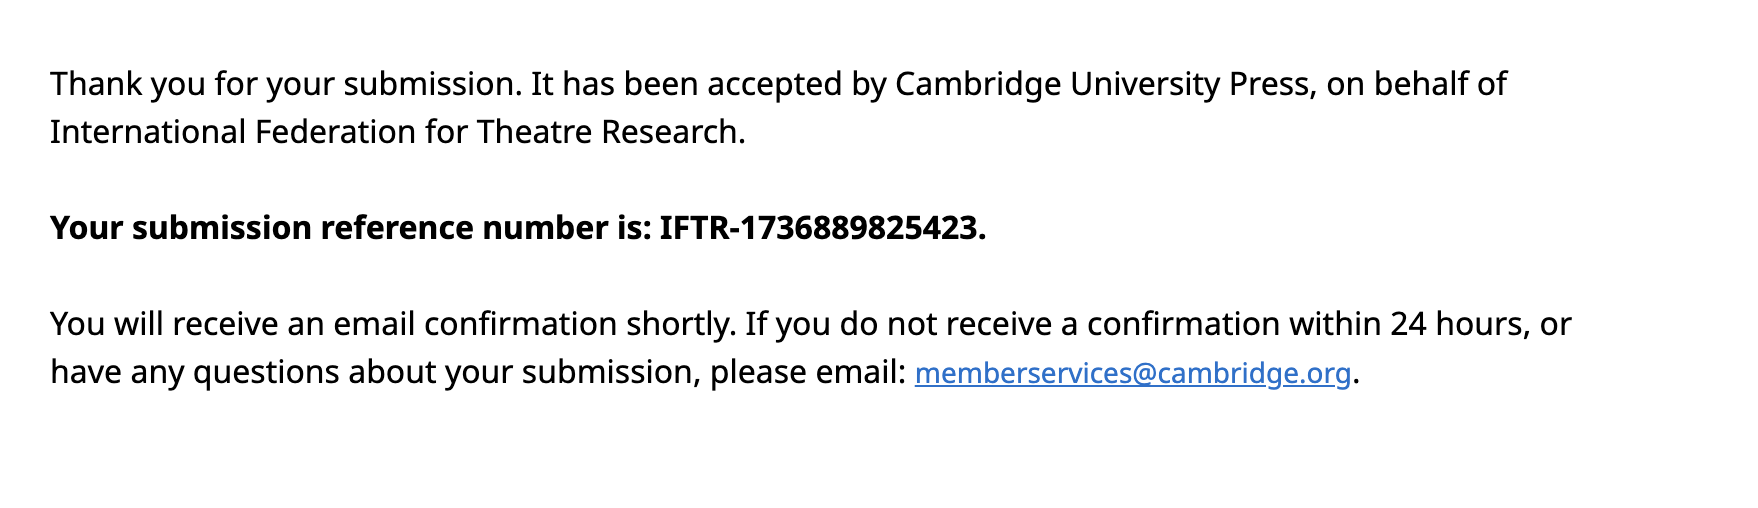 Thank you for your submission. It has been accepted by Cambridge University Press, on behalf of
International Federation for Theatre Research.
Your submission reference number is: IFTR-1736889825423.
You will receive an email confirmation shortly. If you do not receive a confirmation within 24 hours, or
have any questions about your submission, please email: memberservices@cambridge.org.